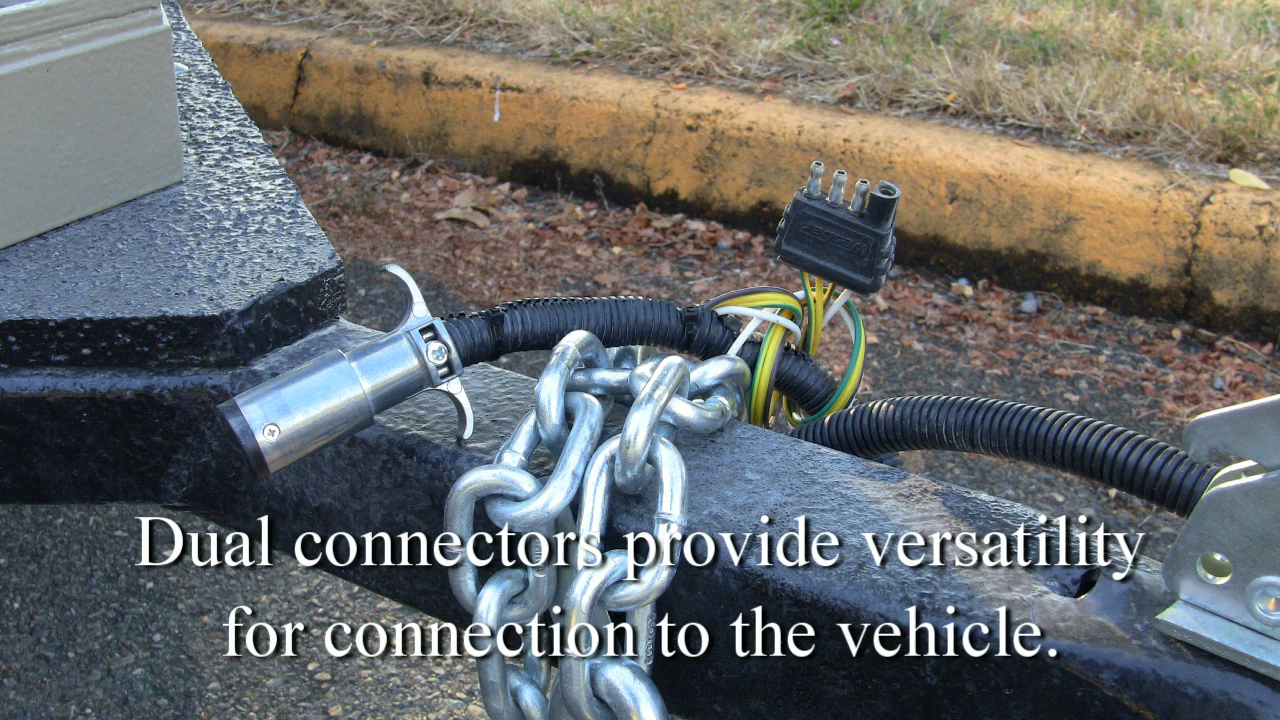 Dual connectors provide versatility
for connection to the vehicle.